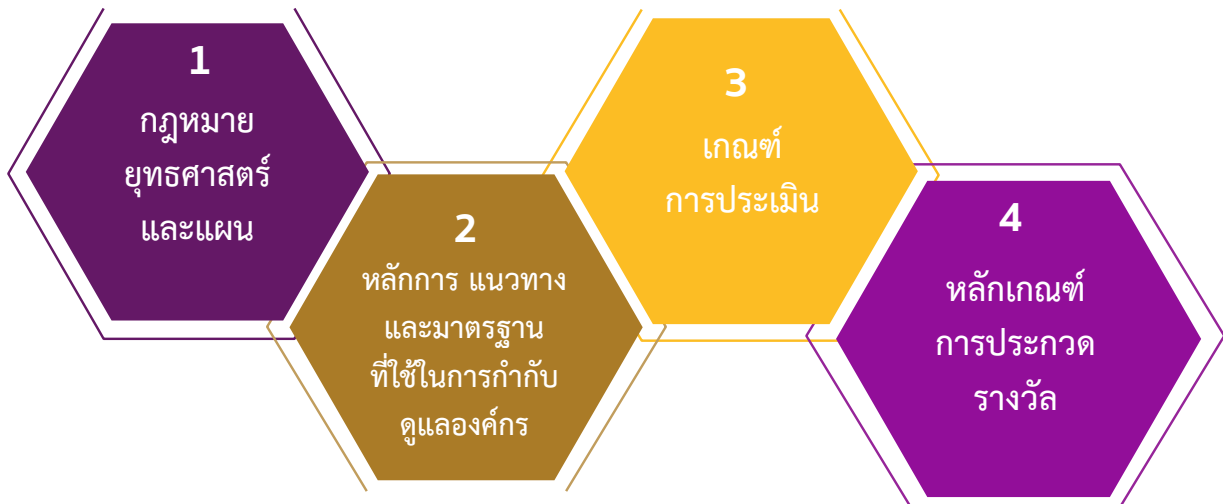 1
กฎหมาย
ยุทธศาสตร์
และแผน
2
หลักการ แนวทาง
และมาตรฐาน
ที่ใช้ในการกำกับ
ดูแลองค์กร
3
เกณฑ์
การประเมิน
4
หลักเกณฑ์
การประกวด
รางวัล